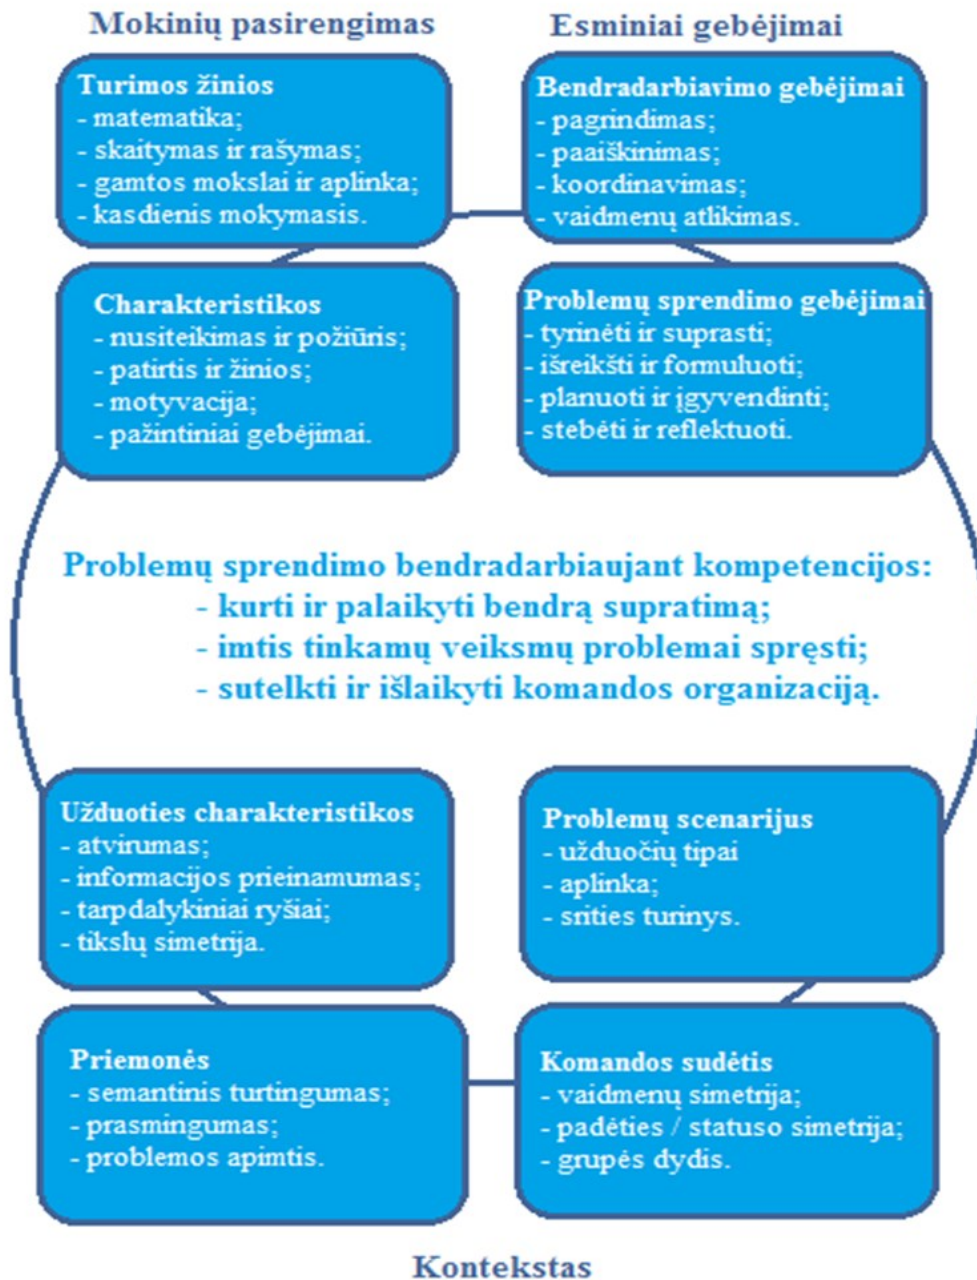 Mokinių pasirengimas
Esminiai gebėjimai
Turimos žinios
- matematika;
- skaitymas ir rašymas;
- gamtos mokslai ir aplinka;
- kasdienis mokymasis.
Bendradarbiavimo gebėjimai
- pagrindimas;
- paaiškinimas;
- koordinavimas;
- vaidmenų atlikimas.
Charakteristikos
- nusiteikimas ir požiūris;
- patirtis ir žinios;
- motyvacija;
- pažintiniai gebėjimai.
Problemų sprendimo gebėjimai
- tyrinėti ir suprasti;
- išreikšti ir formuluoti;
- planuoti ir įgyvendinti;
- stebėti ir reflektuoti.
Problemų sprendimo bendradarbiaujant kompetencijos:
- kurti ir palaikyti bendrą supratimą;
- imtis tinkamų veiksmų problemai spręsti;
- sutelkti ir išlaikyti komandos organizaciją.
Užduoties charakteristikos
- atvirumas;
- informacijos prieinamumas;
- tarpdalykiniai ryšiai;
- tikslų simetrija.
Problemų scenarijus
- užduočių tipai
- aplinka;
- srities turinys.
Priemonės
- semantinis turtingumas;
- prasmingumas;
- problemos apimtis.
Komandos sudėtis
- vaidmenų simetrija;
- padėties / statuso simetrija;
- grupės dydis.
Kontekstas